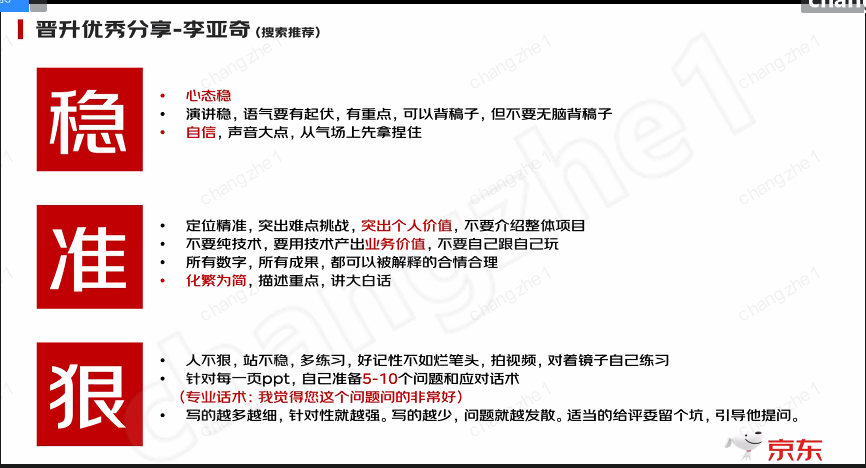 晋升优秀分享-李亚奇(搜索推荐)
稳
• 心态稳
• 演讲稳，语气要有起伏，有重点，可以背稿子，但不要无脑背稿子
• 自信，声音大点，从气场上先拿捏住
准
• 定位精准，突出难点挑战，突出个人价值，不要介绍整体项目
• 不要纯技术，要用技术产出业务价值，不要自己跟自己玩
• 所有数字，所有成果，都可以被解释的合情合理
• 化繁为简，描述重点，讲大白话
狠
• 人不狠，站不稳，多练习，好记性不如烂笔头，拍视频，对着镜子自己练习
• 针对每一页ppt，自己准备5-10个问题和应对话术
（专业话术：我觉得您这个问题问的非常好）
• 写的越多越细，针对性就越强。写的越少，问题就越发散。适当的给评委留个坑，引导他提问。
京东
changzhe1